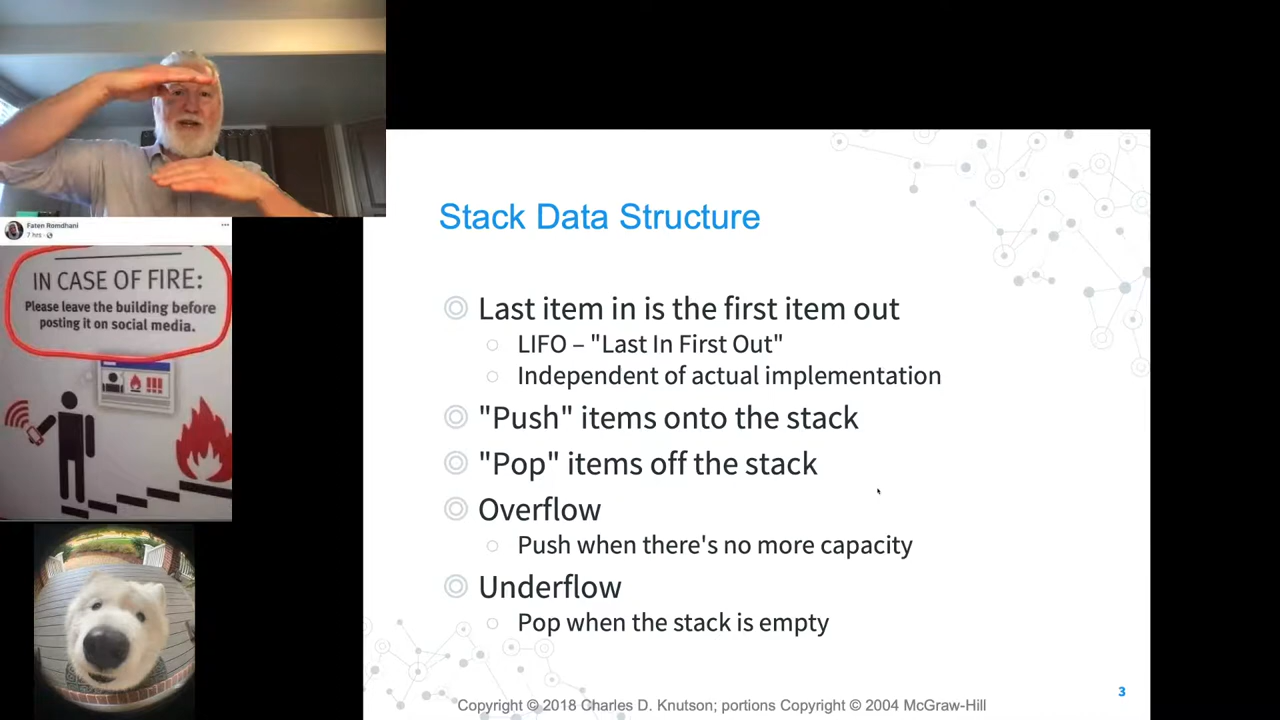 Faten Romdhani
7 hrs
IN CASE OF FIRE:
Please leave the building before
posting it on social media.
!!!
Stack Data Structure
Last item in is the first item out
LIFO – "Last In First Out"
Independent of actual implementation
"Push" items onto the stack
"Pop" items off the stack
Overflow
Push when there's no more capacity
Underflow
Pop when the stack is empty
3
Copyright © 2018 Charles D. Knutson; portions Copyright © 2004 McGraw-Hill